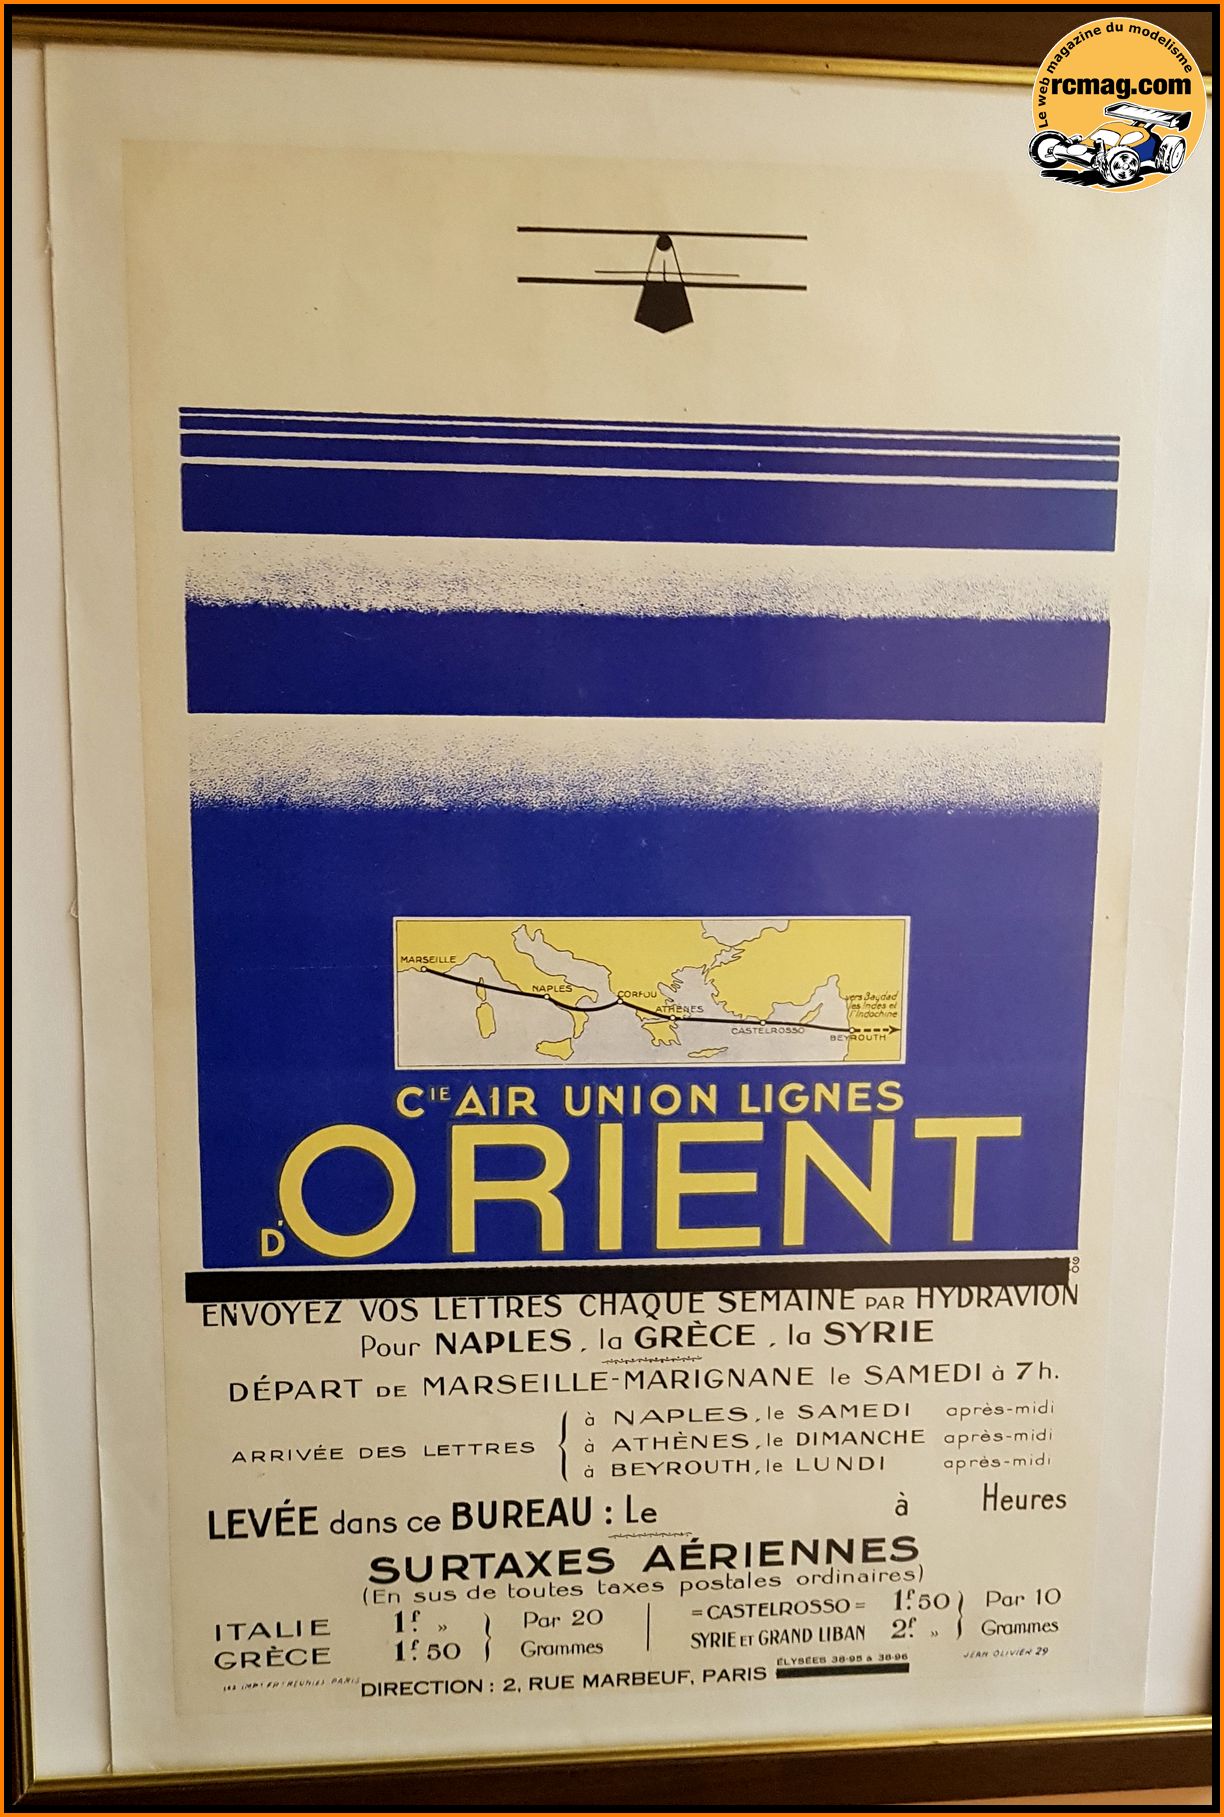 Le web magazine du modelisme
rcmag.com
MARSEILLE
NAPLES
CORFOU
ATHÈNES
CASTELROSSO
BEYROUTH
vers Bagdad
les Indes et
l'Indochine
CIE AIR UNION LIGNES
D'ORIENT
ENVOYEZ VOS LETTRES CHAQUE SEMAINE PAR HYDRAVION
Pour NAPLES, la GRÈCE, la SYRIE
DÉPART DE MARSEILLE-MARIGNANE le SAMEDI à 7h.
ARRIVÉE DES LETTRES
à NAPLES, le SAMEDI après-midi
à ATHÈNES, le DIMANCHE après-midi
à BEYROUTH, le LUNDI après-midi
LEVÉE dans ce BUREAU : Le à Heures
SURTAXES AÉRIENNES
(En sus de toutes taxes postales ordinaires)
ITALIE 1f. » } Par 20 = CASTELROSSO = 1f.50 } Par 10
GRÈCE 1f.50 } Grammes SYRIE ET GRAND LIBAN 2f. » } Grammes
JEAN OLIVIER 29
PARIS
DIRECTION : 2, RUE MARBEUF, PARIS ÉLYSÉES 38-95 à 38-96